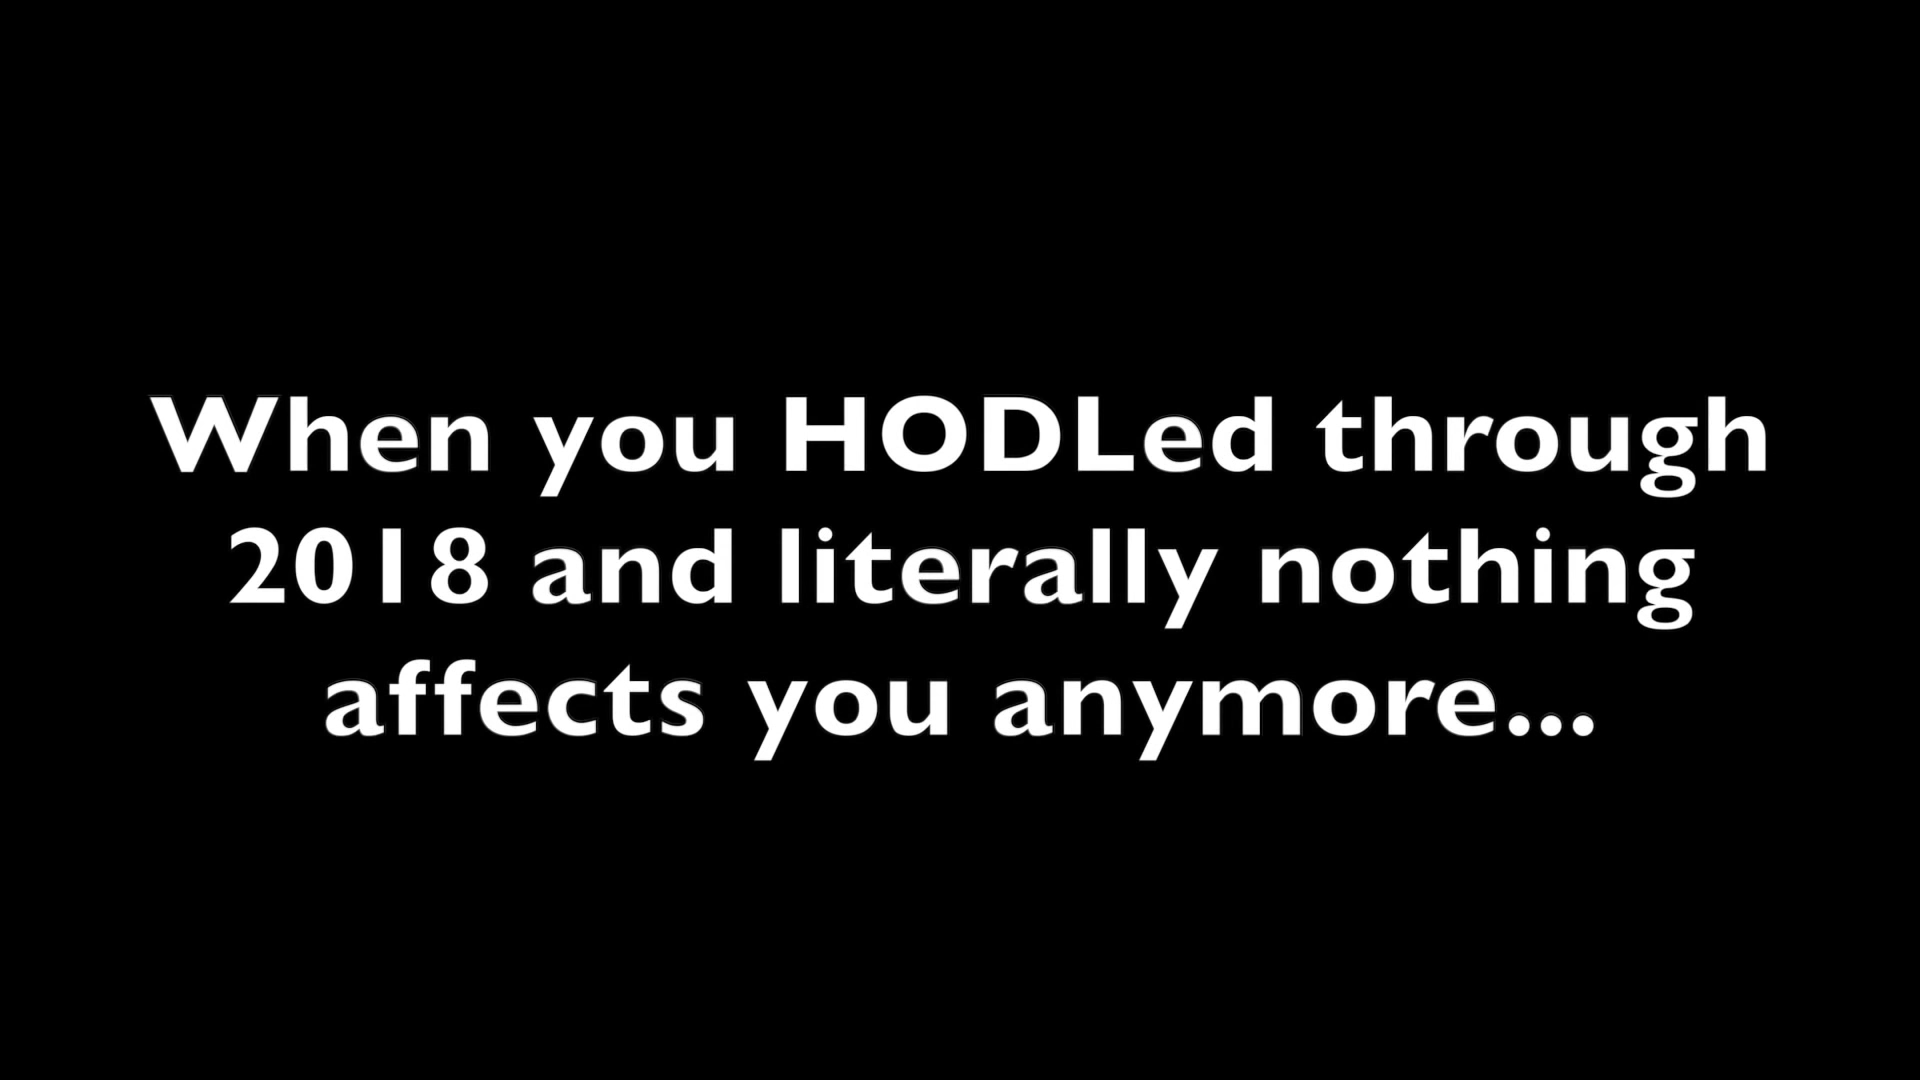 When you HODLed through
2018 and literally nothing
affects you anymore...